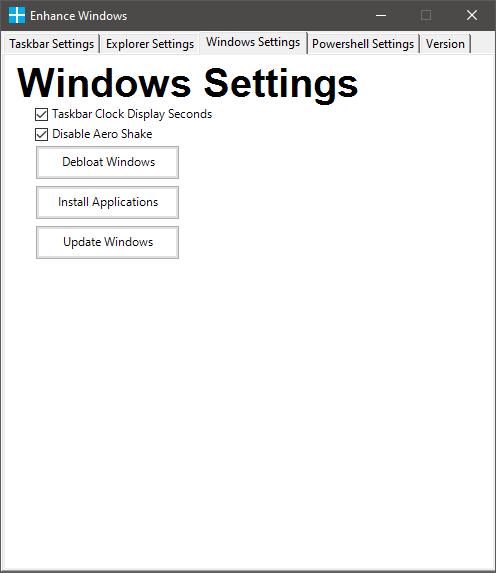 Enhance Windows
Taskbar Settings Explorer Settings Windows Settings Powershell Settings Version
Windows Settings
Taskbar Clock Display Seconds
Disable Aero Shake
Debloat Windows
Install Applications
Update Windows